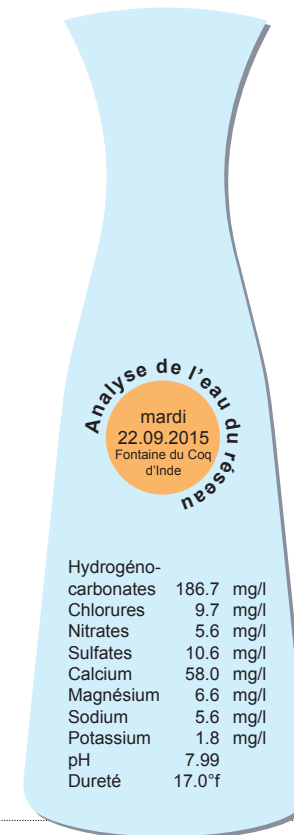 Analyse de l'eau du réseau
mardi
22.09.2015
Fontaine du Coq
d'Inde
Hydrogéno-
carbonates 186.7 mg/l
Chlorures 9.7 mg/l
Nitrates 5.6 mg/l
Sulfates 10.6 mg/l
Calcium 58.0 mg/l
Magnésium 6.6 mg/l
Sodium 5.6 mg/l
Potassium 1.8 mg/l
pH 7.99
Dureté 17.0°f